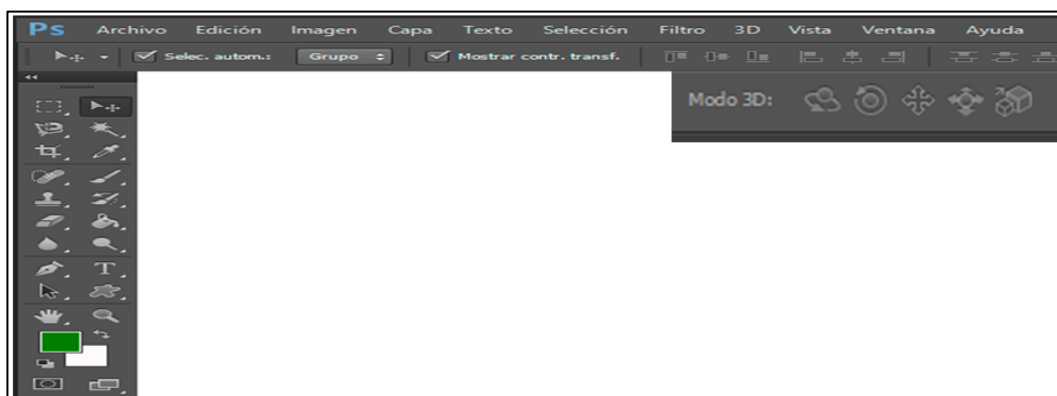 Ps Archivo Edición Imagen Capa Texto Selección Filtro 3D Vista Ventana Ayuda
Selec. autom.: Grupo Mostrar contr. transf.
Modo 3D:
T